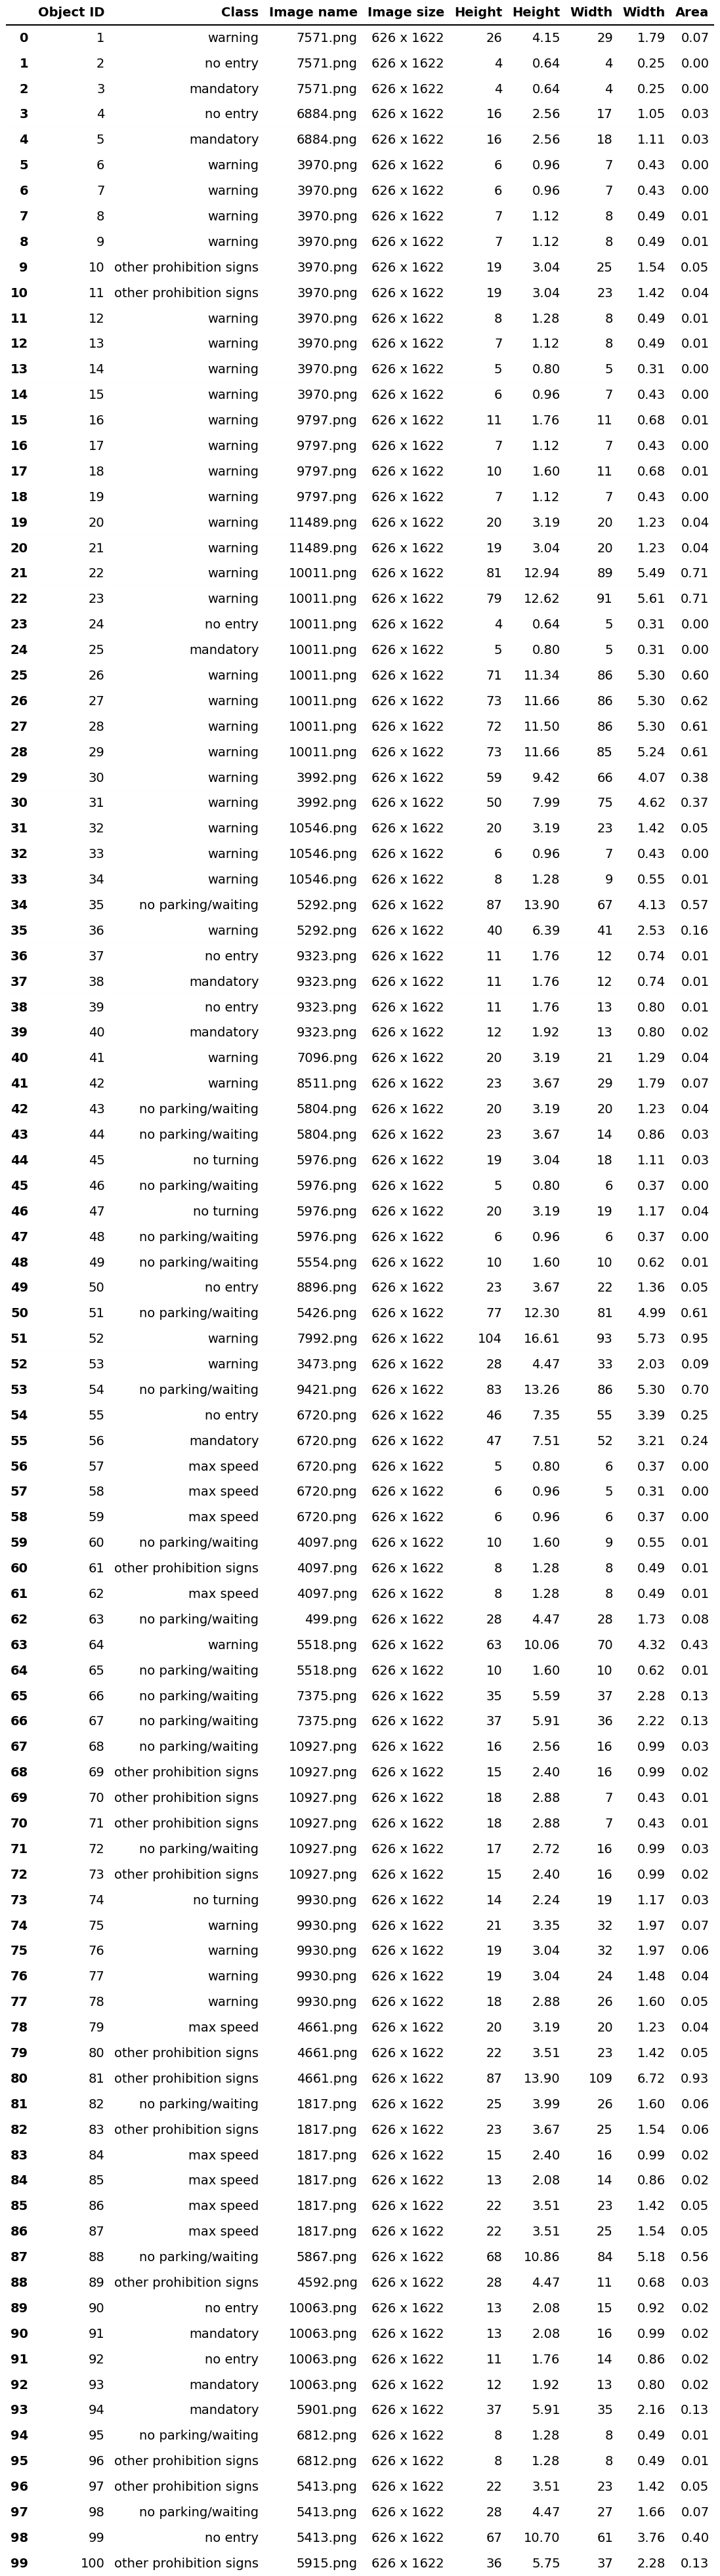 Object ID Class Image name Image size Height Height Width Width Area
0 1 warning 7571.png 626 x 1622 26 4.15 29 1.79 0.07
1 2 no entry 7571.png 626 x 1622 4 0.64 4 0.25 0.00
2 3 mandatory 7571.png 626 x 1622 4 0.64 4 0.25 0.00
3 4 no entry 6884.png 626 x 1622 16 2.56 17 1.05 0.03
4 5 mandatory 6884.png 626 x 1622 16 2.56 18 1.11 0.03
5 6 warning 3970.png 626 x 1622 6 0.96 7 0.43 0.00
6 7 warning 3970.png 626 x 1622 6 0.96 7 0.43 0.00
7 8 warning 3970.png 626 x 1622 7 1.12 8 0.49 0.01
8 9 warning 3970.png 626 x 1622 7 1.12 8 0.49 0.01
9 10 other prohibition signs 3970.png 626 x 1622 19 3.04 25 1.54 0.05
10 11 other prohibition signs 3970.png 626 x 1622 19 3.04 23 1.42 0.04
11 12 warning 3970.png 626 x 1622 8 1.28 8 0.49 0.01
12 13 warning 3970.png 626 x 1622 7 1.12 8 0.49 0.01
13 14 warning 3970.png 626 x 1622 5 0.80 5 0.31 0.00
14 15 warning 3970.png 626 x 1622 6 0.96 7 0.43 0.00
15 16 warning 9797.png 626 x 1622 11 1.76 11 0.68 0.01
16 17 warning 9797.png 626 x 1622 7 1.12 7 0.43 0.00
17 18 warning 9797.png 626 x 1622 10 1.60 11 0.68 0.01
18 19 warning 9797.png 626 x 1622 7 1.12 7 0.43 0.00
19 20 warning 11489.png 626 x 1622 20 3.19 20 1.23 0.04
20 21 warning 11489.png 626 x 1622 19 3.04 20 1.23 0.04
21 22 warning 10011.png 626 x 1622 81 12.94 89 5.49 0.71
22 23 warning 10011.png 626 x 1622 79 12.62 91 5.61 0.71
23 24 no entry 10011.png 626 x 1622 4 0.64 5 0.31 0.00
24 25 mandatory 10011.png 626 x 1622 5 0.80 5 0.31 0.00
25 26 warning 10011.png 626 x 1622 71 11.34 86 5.30 0.60
26 27 warning 10011.png 626 x 1622 73 11.66 86 5.30 0.62
27 28 warning 10011.png 626 x 1622 72 11.50 86 5.30 0.61
28 29 warning 10011.png 626 x 1622 73 11.66 85 5.24 0.61
29 30 warning 3992.png 626 x 1622 59 9.42 66 4.07 0.38
30 31 warning 3992.png 626 x 1622 50 7.99 75 4.62 0.37
31 32 warning 10546.png 626 x 1622 20 3.19 23 1.42 0.05
32 33 warning 10546.png 626 x 1622 6 0.96 7 0.43 0.00
33 34 warning 10546.png 626 x 1622 8 1.28 9 0.55 0.01
34 35 no parking/waiting 5292.png 626 x 1622 87 13.90 67 4.13 0.57
35 36 warning 5292.png 626 x 1622 40 6.39 41 2.53 0.16
36 37 no entry 9323.png 626 x 1622 11 1.76 12 0.74 0.01
37 38 mandatory 9323.png 626 x 1622 11 1.76 12 0.74 0.01
38 39 no entry 9323.png 626 x 1622 11 1.76 13 0.80 0.01
39 40 mandatory 9323.png 626 x 1622 12 1.92 13 0.80 0.02
40 41 warning 7096.png 626 x 1622 20 3.19 21 1.29 0.04
41 42 warning 8511.png 626 x 1622 23 3.67 29 1.79 0.07
42 43 no parking/waiting 5804.png 626 x 1622 20 3.19 20 1.23 0.04
43 44 no parking/waiting 5804.png 626 x 1622 23 3.67 14 0.86 0.03
44 45 no turning 5976.png 626 x 1622 19 3.04 18 1.11 0.03
45 46 no parking/waiting 5976.png 626 x 1622 5 0.80 6 0.37 0.00
46 47 no turning 5976.png 626 x 1622 20 3.19 19 1.17 0.04
47 48 no parking/waiting 5976.png 626 x 1622 6 0.96 6 0.37 0.00
48 49 no parking/waiting 5554.png 626 x 1622 10 1.60 10 0.62 0.01
49 50 no entry 8896.png 626 x 1622 23 3.67 22 1.36 0.05
50 51 no parking/waiting 5426.png 626 x 1622 77 12.30 81 4.99 0.61
51 52 warning 7992.png 626 x 1622 104 16.61 93 5.73 0.95
52 53 warning 3473.png 626 x 1622 28 4.47 33 2.03 0.09
53 54 no parking/waiting 9421.png 626 x 1622 83 13.26 86 5.30 0.70
54 55 no entry 6720.png 626 x 1622 46 7.35 55 3.39 0.25
55 56 mandatory 6720.png 626 x 1622 47 7.51 52 3.21 0.24
56 57 max speed 6720.png 626 x 1622 5 0.80 6 0.37 0.00
57 58 max speed 6720.png 626 x 1622 6 0.96 5 0.31 0.00
58 59 max speed 6720.png 626 x 1622 6 0.96 6 0.37 0.00
59 60 no parking/waiting 4097.png 626 x 1622 10 1.60 9 0.55 0.01
60 61 other prohibition signs 4097.png 626 x 1622 8 1.28 8 0.49 0.01
61 62 max speed 4097.png 626 x 1622 8 1.28 8 0.49 0.01
62 63 no parking/waiting 499.png 626 x 1622 28 4.47 28 1.73 0.08
63 64 warning 5518.png 626 x 1622 63 10.06 70 4.32 0.43
64 65 no parking/waiting 5518.png 626 x 1622 10 1.60 10 0.62 0.01
65 66 no parking/waiting 7375.png 626 x 1622 35 5.59 37 2.28 0.13
66 67 no parking/waiting 7375.png 626 x 1622 37 5.91 36 2.22 0.13
67 68 no parking/waiting 10927.png 626 x 1622 16 2.56 16 0.99 0.03
68 69 other prohibition signs 10927.png 626 x 1622 15 2.40 16 0.99 0.02
69 70 other prohibition signs 10927.png 626 x 1622 18 2.88 7 0.43 0.01
70 71 other prohibition signs 10927.png 626 x 1622 18 2.88 7 0.43 0.01
71 72 no parking/waiting 10927.png 626 x 1622 17 2.72 16 0.99 0.03
72 73 other prohibition signs 10927.png 626 x 1622 15 2.40 16 0.99 0.02
73 74 no turning 9930.png 626 x 1622 14 2.24 19 1.17 0.03
74 75 warning 9930.png 626 x 1622 21 3.35 32 1.97 0.07
75 76 warning 9930.png 626 x 1622 19 3.04 32 1.97 0.06
76 77 warning 9930.png 626 x 1622 19 3.04 24 1.48 0.04
77 78 warning 9930.png 626 x 1622 18 2.88 26 1.60 0.05
78 79 max speed 4661.png 626 x 1622 20 3.19 20 1.23 0.04
79 80 other prohibition signs 4661.png 626 x 1622 22 3.51 23 1.42 0.05
80 81 other prohibition signs 4661.png 626 x 1622 87 13.90 109 6.72 0.93
81 82 no parking/waiting 1817.png 626 x 1622 25 3.99 26 1.60 0.06
82 83 other prohibition signs 1817.png 626 x 1622 23 3.67 25 1.54 0.06
83 84 max speed 1817.png 626 x 1622 15 2.40 16 0.99 0.02
84 85 max speed 1817.png 626 x 1622 13 2.08 14 0.86 0.02
85 86 max speed 1817.png 626 x 1622 22 3.51 23 1.42 0.05
86 87 max speed 1817.png 626 x 1622 22 3.51 25 1.54 0.05
87 88 no parking/waiting 5867.png 626 x 1622 68 10.86 84 5.18 0.56
88 89 other prohibition signs 4592.png 626 x 1622 28 4.47 11 0.68 0.03
89 90 no entry 10063.png 626 x 1622 13 2.08 15 0.92 0.02
90 91 mandatory 10063.png 626 x 1622 13 2.08 16 0.99 0.02
91 92 no entry 10063.png 626 x 1622 11 1.76 14 0.86 0.02
92 93 mandatory 10063.png 626 x 1622 12 1.92 13 0.80 0.02
93 94 mandatory 5901.png 626 x 1622 37 5.91 35 2.16 0.13
94 95 no parking/waiting 6812.png 626 x 1622 8 1.28 8 0.49 0.01
95 96 other prohibition signs 6812.png 626 x 1622 8 1.28 8 0.49 0.01
96 97 other prohibition signs 5413.png 626 x 1622 22 3.51 23 1.42 0.05
97 98 no parking/waiting 5413.png 626 x 1622 28 4.47 27 1.66 0.07
98 99 no entry 5413.png 626 x 1622 67 10.70 61 3.76 0.40
99 100 other prohibition signs 5915.png 626 x 1622 36 5.75 37 2.28 0.13